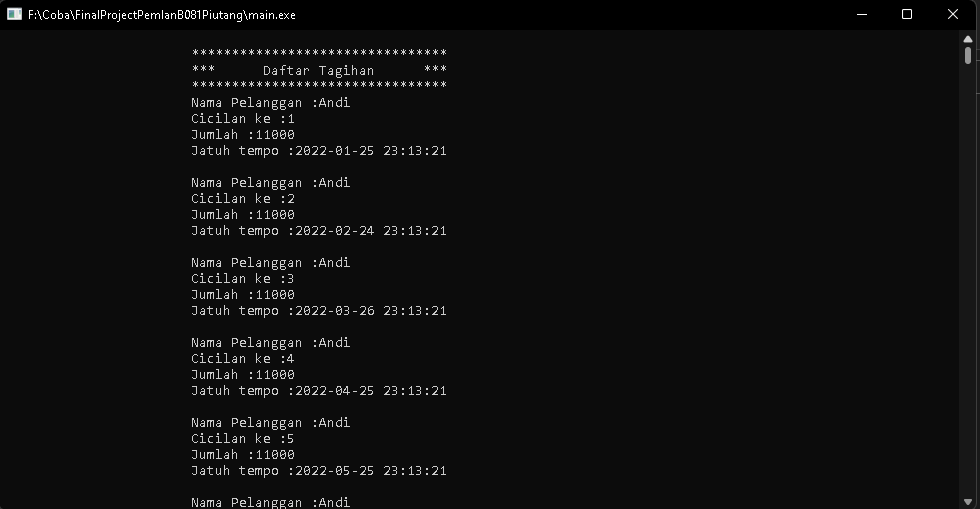 F:\Coba\FinalProjectPemlanB081Piutang\main.exe
********************************
***      Daftar Tagihan      ***
********************************
Nama Pelanggan :Andi
Cicilan ke :1
Jumlah :11000
Jatuh tempo :2022-01-25 23:13:21
Nama Pelanggan :Andi
Cicilan ke :2
Jumlah :11000
Jatuh tempo :2022-02-24 23:13:21
Nama Pelanggan :Andi
Cicilan ke :3
Jumlah :11000
Jatuh tempo :2022-03-26 23:13:21
Nama Pelanggan :Andi
Cicilan ke :4
Jumlah :11000
Jatuh tempo :2022-04-25 23:13:21
Nama Pelanggan :Andi
Cicilan ke :5
Jumlah :11000
Jatuh tempo :2022-05-25 23:13:21
Nama Pelanggan :Andi